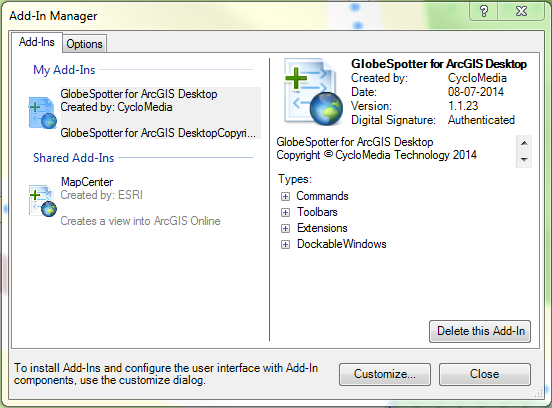 Add-In Manager
Add-Ins
Options
My Add-Ins
GlobeSpotter for ArcGIS Desktop
Created by: CycloMedia
GlobeSpotter for ArcGIS DesktopCopyri...
Shared Add-Ins
MapCenter
Created by: ESRI
Creates a view into ArcGIS Online
GlobeSpotter for ArcGIS Desktop
Created by: CycloMedia
Date: 08-07-2014
Version: 1.1.23
Digital Signature: Authenticated
GlobeSpotter for ArcGIS Desktop
Copyright © CycloMedia Technology 2014
Types:
Commands
Toolbars
Extensions
DockableWindows
Delete this Add-In
To install Add-Ins and configure the user interface with Add-In
components, use the customize dialog.
Customize...
Close